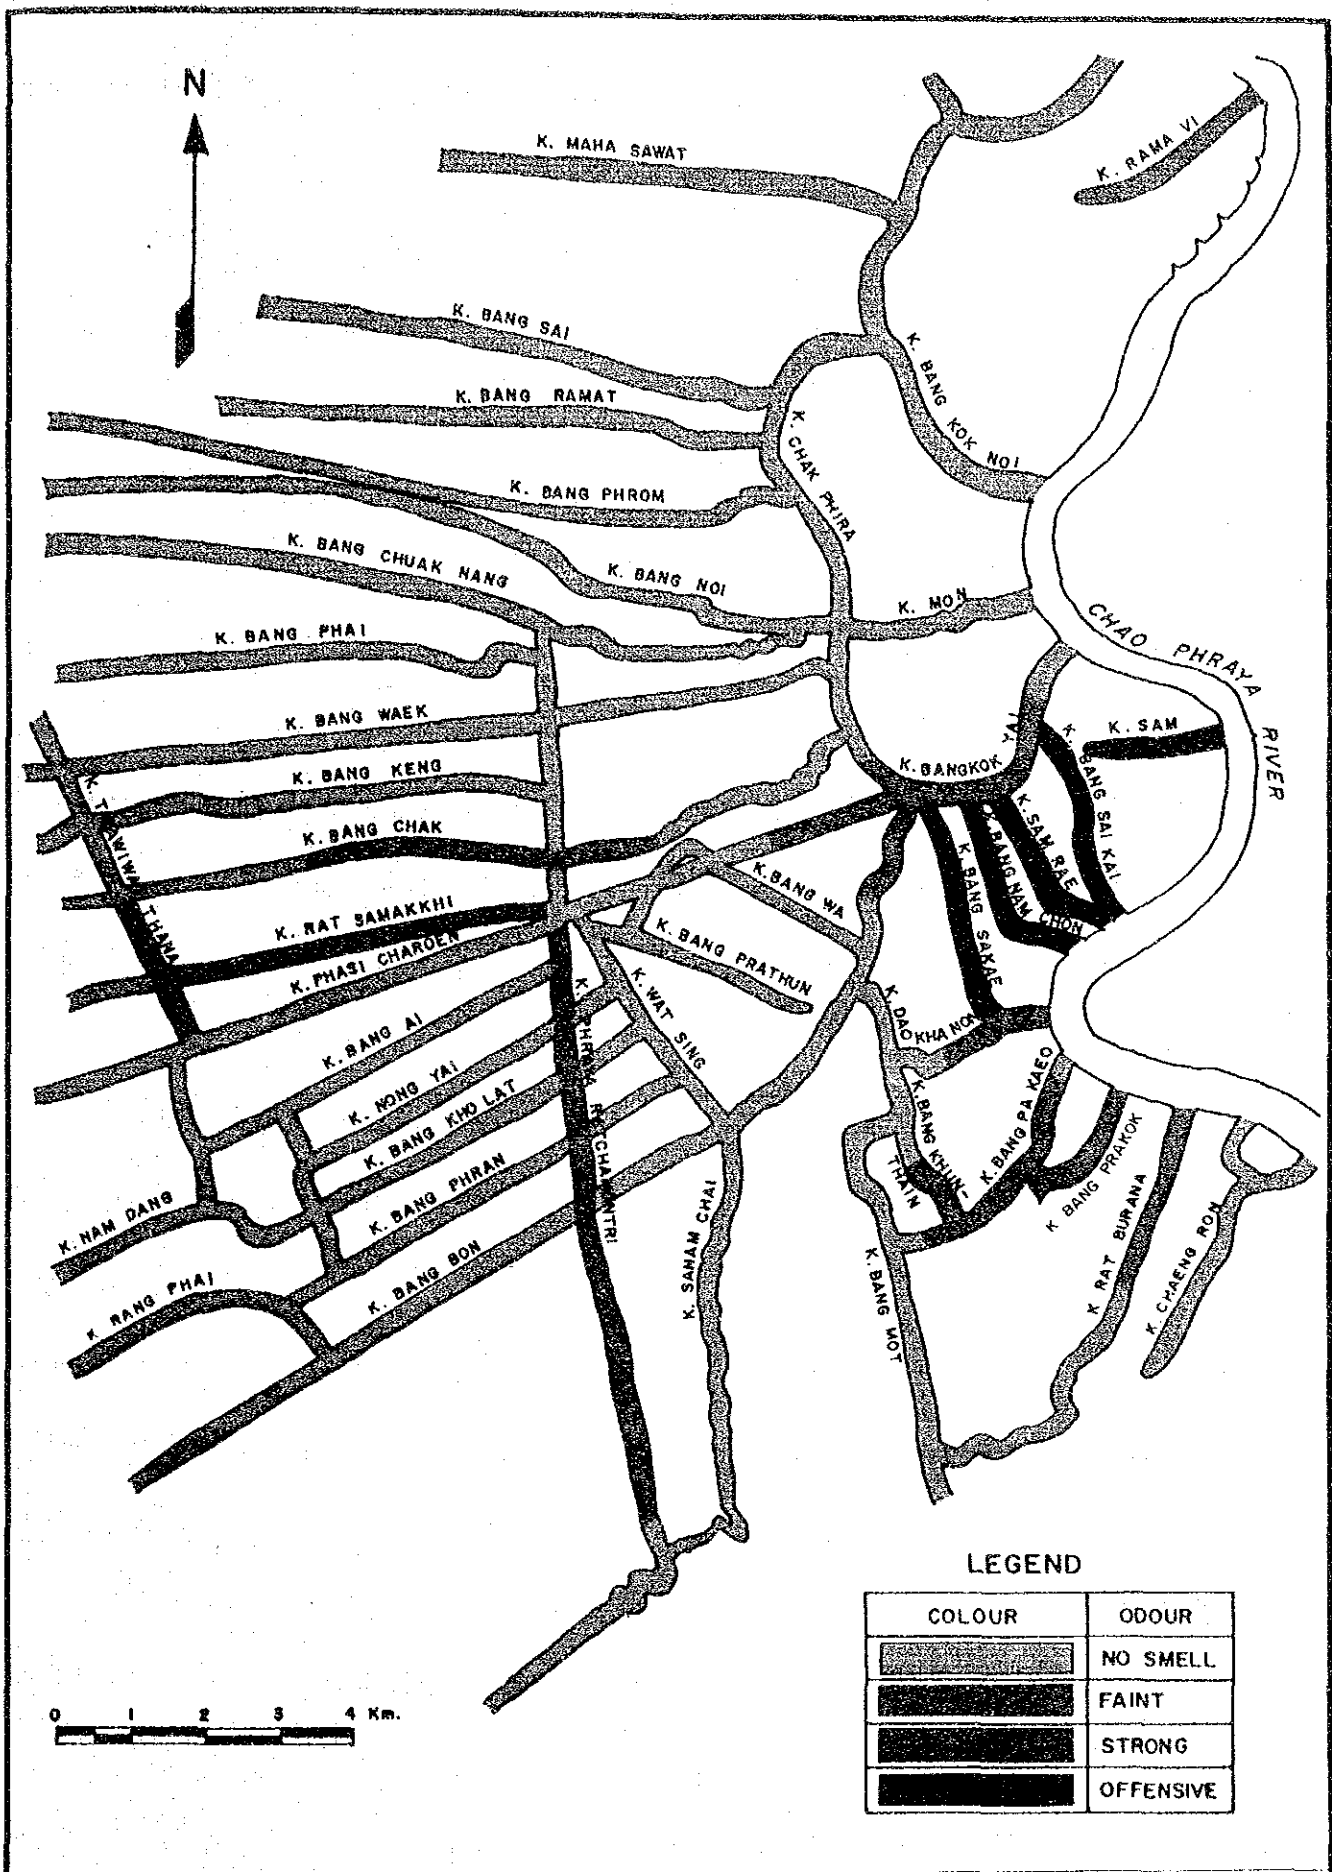 N
K. MAHA SAWAT
K. RAMA VI
K. BANG SAI
K. BANG KOK NOI
K. BANG RAMAT
K. CHAK PHRA
K. BANG PHROM
K. BANG CHUAK NANG
K. BANG NOI
K. MON
CHAO PHRAYA RIVER
K. BANG PHAI
K. BANG WAEK
K. SAM
K. BANGKOK YAI
K. BANG SAI KAI
K. BANG KENG
K. TAWIWATTHANA
K. BANG CHAK
K. SAM RAE
K. BANG NAM CHON
K. BANG SAKAE
K. BANG WA
K. RAT SAMAKKHI
K. BANG PRATHUN
K. PHASI CHAROEN
K. WAT SING
K. DAO KHANON
K. BANG AI
K. PHRAYA RATCHAMONTRI
K. NONG YAI
K. BANG KHO LAT
K. BANG KHUN-
THAIN
K. BANG PA KAEO
K BANG PRAKOK
K. BANG PHRAN
K. NAM DANG
K. SANAM CHAI
K RAT BURANA
K CHAENG RON
K. BANG BON
K RANG PHAI
K. BANG MOT
LEGEND
COLOUR ODOUR
NO SMELL
FAINT
STRONG
OFFENSIVE
0 1 2 3 4 Km.